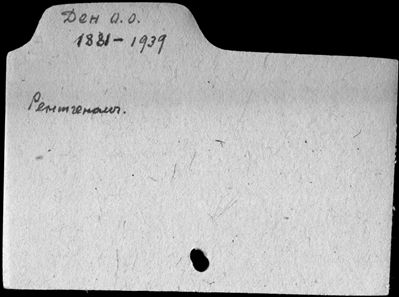 Ден О.О.
1881-1939
Рентгенолог.